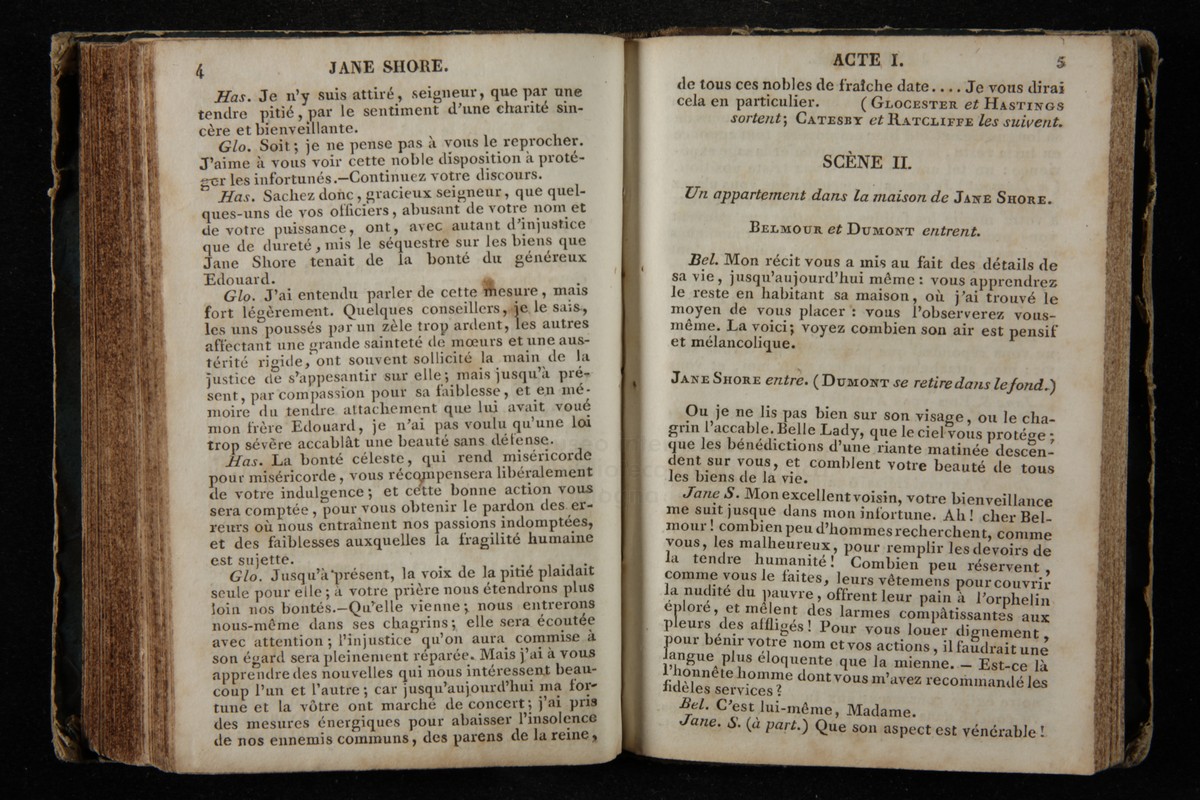 4
JANE SHORE.
Has. Je n'y suis attiré, seigneur, que par une
tendre pitié, par le sentiment d'une charité sin-
cère et bienveillante.
Glo. Soit; je ne pense pas à vous le reprocher.
J'aime à vous voir cette noble disposition à proté-
ger les infortunés.—Continuez votre discours.
Has. Sachez donc, gracieux seigneur, que quel-
ques-uns de vos officiers, abusant de votre nom et
de votre puissance, ont, avec autant d'injustice
que de dureté, mis le séquestre sur les biens que
Jane Shore tenait de la bonté du généreux
Edouard.
Glo. J'ai entendu parler de cette mesure, mais
fort légèrement. Quelques conseillers, je le sais,
les uns poussés par un zèle trop ardent, les autres
affectant une grande sainteté de mœurs et une aus-
térité rigide, ont souvent sollicité la main de la
justice de s'appesantir sur elle; mais jusqu'à pré-
sent, par compassion pour sa faiblesse, et en mé-
moire du tendre attachement que lui avait voué
mon frère Edouard, je n'ai pas voulu qu'une loi
trop sévère accablât une beauté sans défense.
Has. La bonté céleste, qui rend miséricorde
pour miséricorde, vous récompensera libéralement
de votre indulgence; et cette bonne action vous
sera comptée, pour vous obtenir le pardon des er-
reurs où nous entraînent nos passions indomptées,
et des faiblesses auxquelles la fragilité humaine
est sujette.
Glo. Jusqu'à présent, la voix de la pitié plaidait
seule pour elle; à votre prière nous étendrons plus
loin nos bontés.—Qu'elle vienne; nous entrerons
nous-même dans ses chagrins; elle sera écoutée
avec attention; l'injustice qu'on aura commise à
son égard sera pleinement réparée. Mais j'ai à vous
apprendre des nouvelles qui nous intéressent beau-
coup l'un et l'autre; car jusqu'aujourd'hui ma for-
tune et la vôtre ont marché de concert; j'ai pris
des mesures énergiques pour abaisser l'insolence
de nos ennemis communs, des parens de la reine,
ACTE I.
5
de tous ces nobles de fraîche date.... Je vous dirai
cela en particulier. (GLOCESTER et HASTINGS
sortent; CATESBY et RATCLIFFE les suivent.
SCÈNE II.
Un appartement dans la maison de JANE SHORE.
BELMOUR et DUMONT entrent.
Bel. Mon récit vous a mis au fait des détails de
sa vie, jusqu'aujourd'hui même: vous apprendrez
le reste en habitant sa maison, où j'ai trouvé le
moyen de vous placer: vous l'observerez vous-
même. La voici; voyez combien son air est pensif
et mélancolique.
JANE SHORE entre. (DUMONT se retire dans le fond.)
Ou je ne lis pas bien sur son visage, ou le cha-
grin l'accable. Belle Lady, que le ciel vous protége;
que les bénédictions d'une riante matinée descen-
dent sur vous, et comblent votre beauté de tous
les biens de la vie.
Jane S. Mon excellent voisin, votre bienveillance
me suit jusque dans mon infortune. Ah! cher Bel-
mour! combien peu d'hommes recherchent, comme
vous, les malheureux, pour remplir les devoirs de
la tendre humanité! Combien peu réservent,
comme vous le faites, leurs vêtemens pour couvrir
la nudité du pauvre, offrent leur pain à l'orphelin
éploré, et mêlent des larmes compâtissantes aux
pleurs des affligés! Pour vous louer dignement,
pour bénir votre nom et vos actions, il faudrait une
langue plus éloquente que la mienne. — Est-ce là
l'honnête homme dont vous m'avez recommandé les
fidèles services?
Bel. C'est lui-même, Madame.
Jane. S. (à part.) Que son aspect est vénérable!